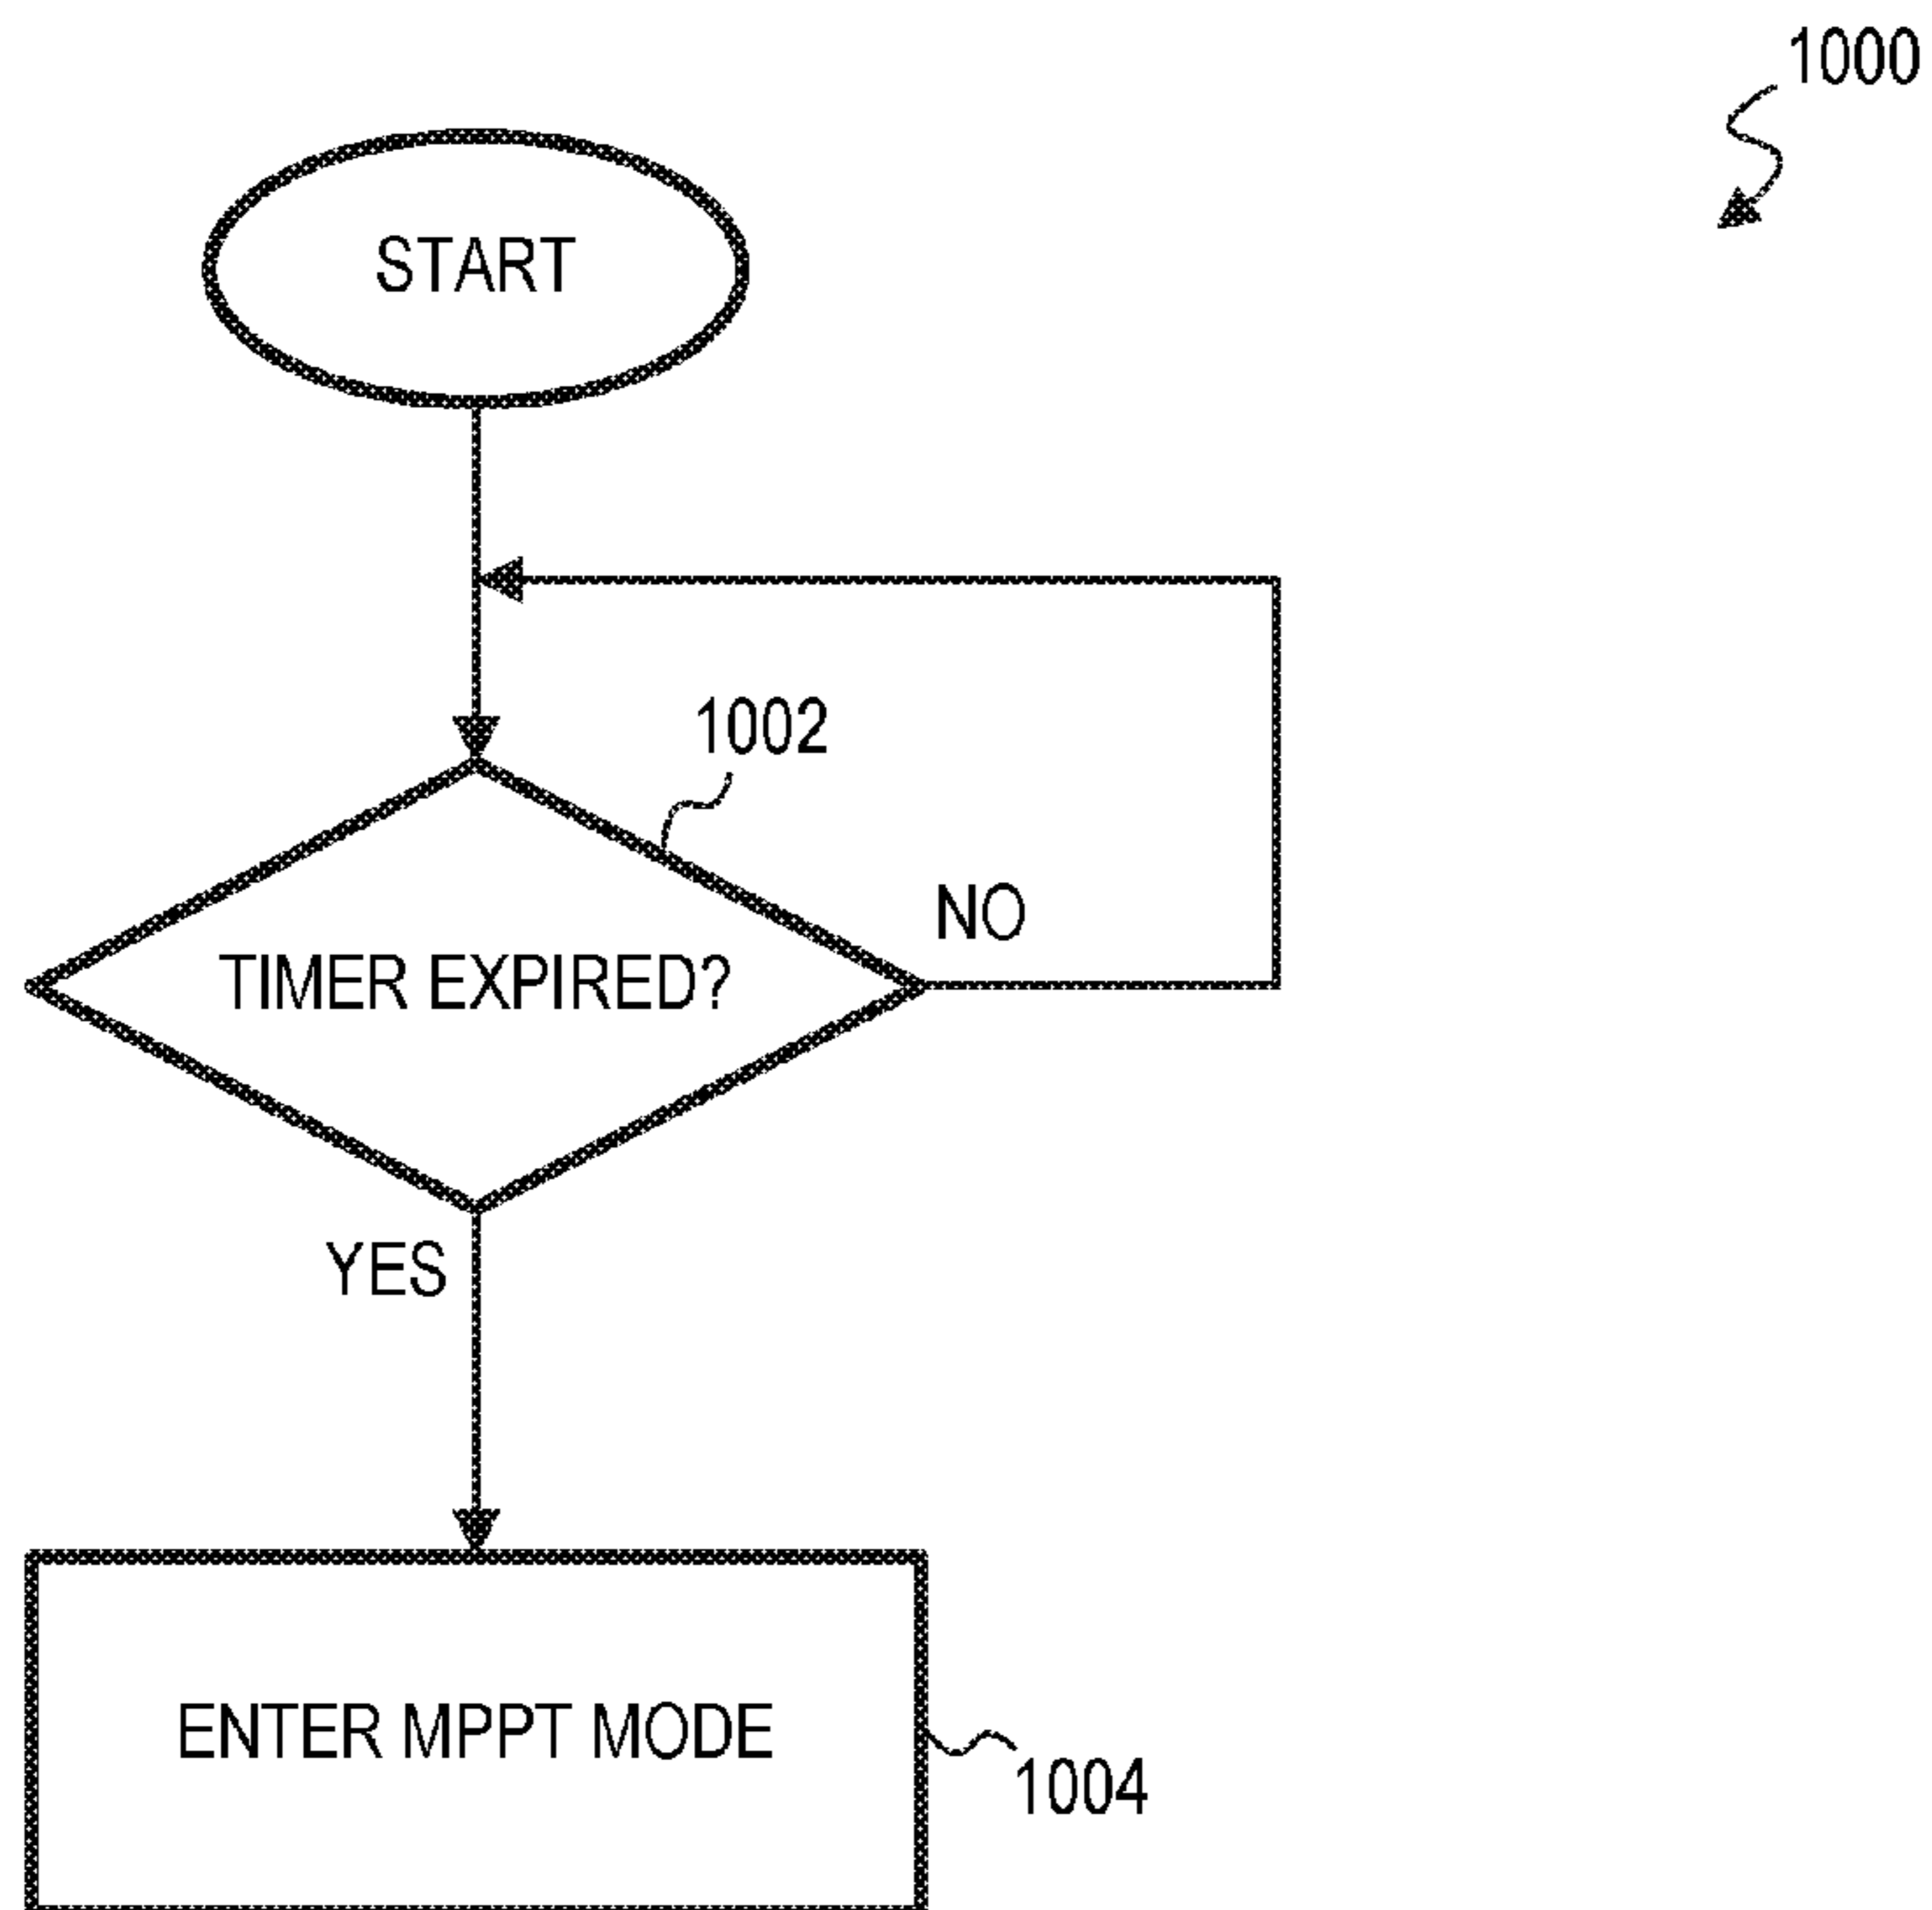 1000
START
1002
NO
TIMER EXPIRED?
YES
ENTER MPPT MODE
1004